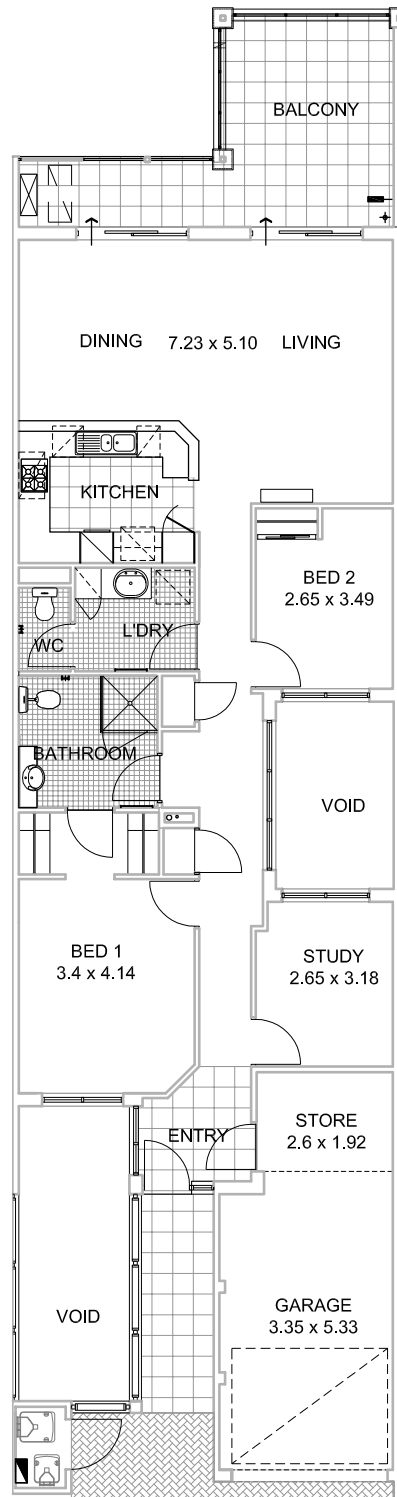 BALCONY
DINING 7.23 x 5.10 LIVING
KITCHEN
BED 2
2.65 x 3.49
L'DRY
WC
BATHROOM
VOID
BED 1
3.4 x 4.14
STUDY
2.65 x 3.18
STORE
2.6 x 1.92
ENTRY
GARAGE
3.35 x 5.33
VOID